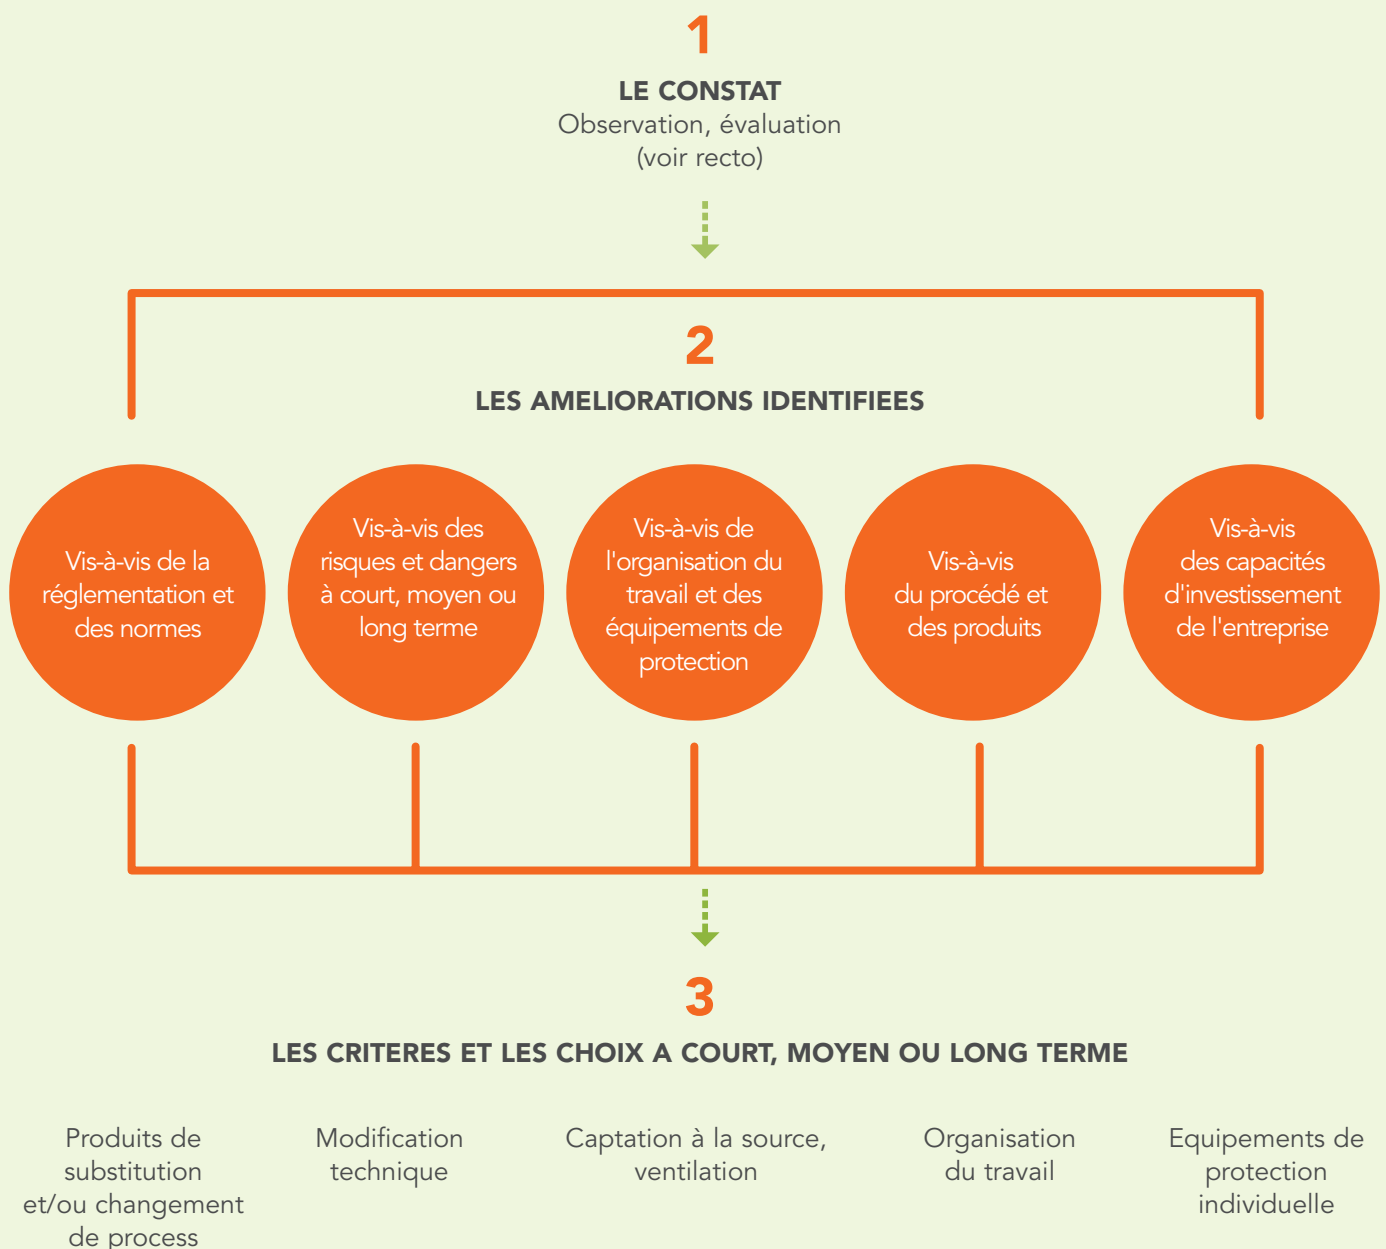 1
LE CONSTAT
Observation, évaluation
(voir recto)
2
LES AMELIORATIONS IDENTIFIEES
Vis-à-vis de la
réglementation et
des normes
Vis-à-vis des
risques et dangers
à court, moyen ou
long terme
Vis-à-vis de
l'organisation du
travail et des
équipements de
protection
Vis-à-vis
du procédé et
des produits
Vis-à-vis
des capacités
d'investissement
de l'entreprise
3
LES CRITERES ET LES CHOIX A COURT, MOYEN OU LONG TERME
Produits de
substitution
et/ou changement
de process
Modification
technique
Captation à la source,
ventilation
Organisation
du travail
Equipements de
protection
individuelle